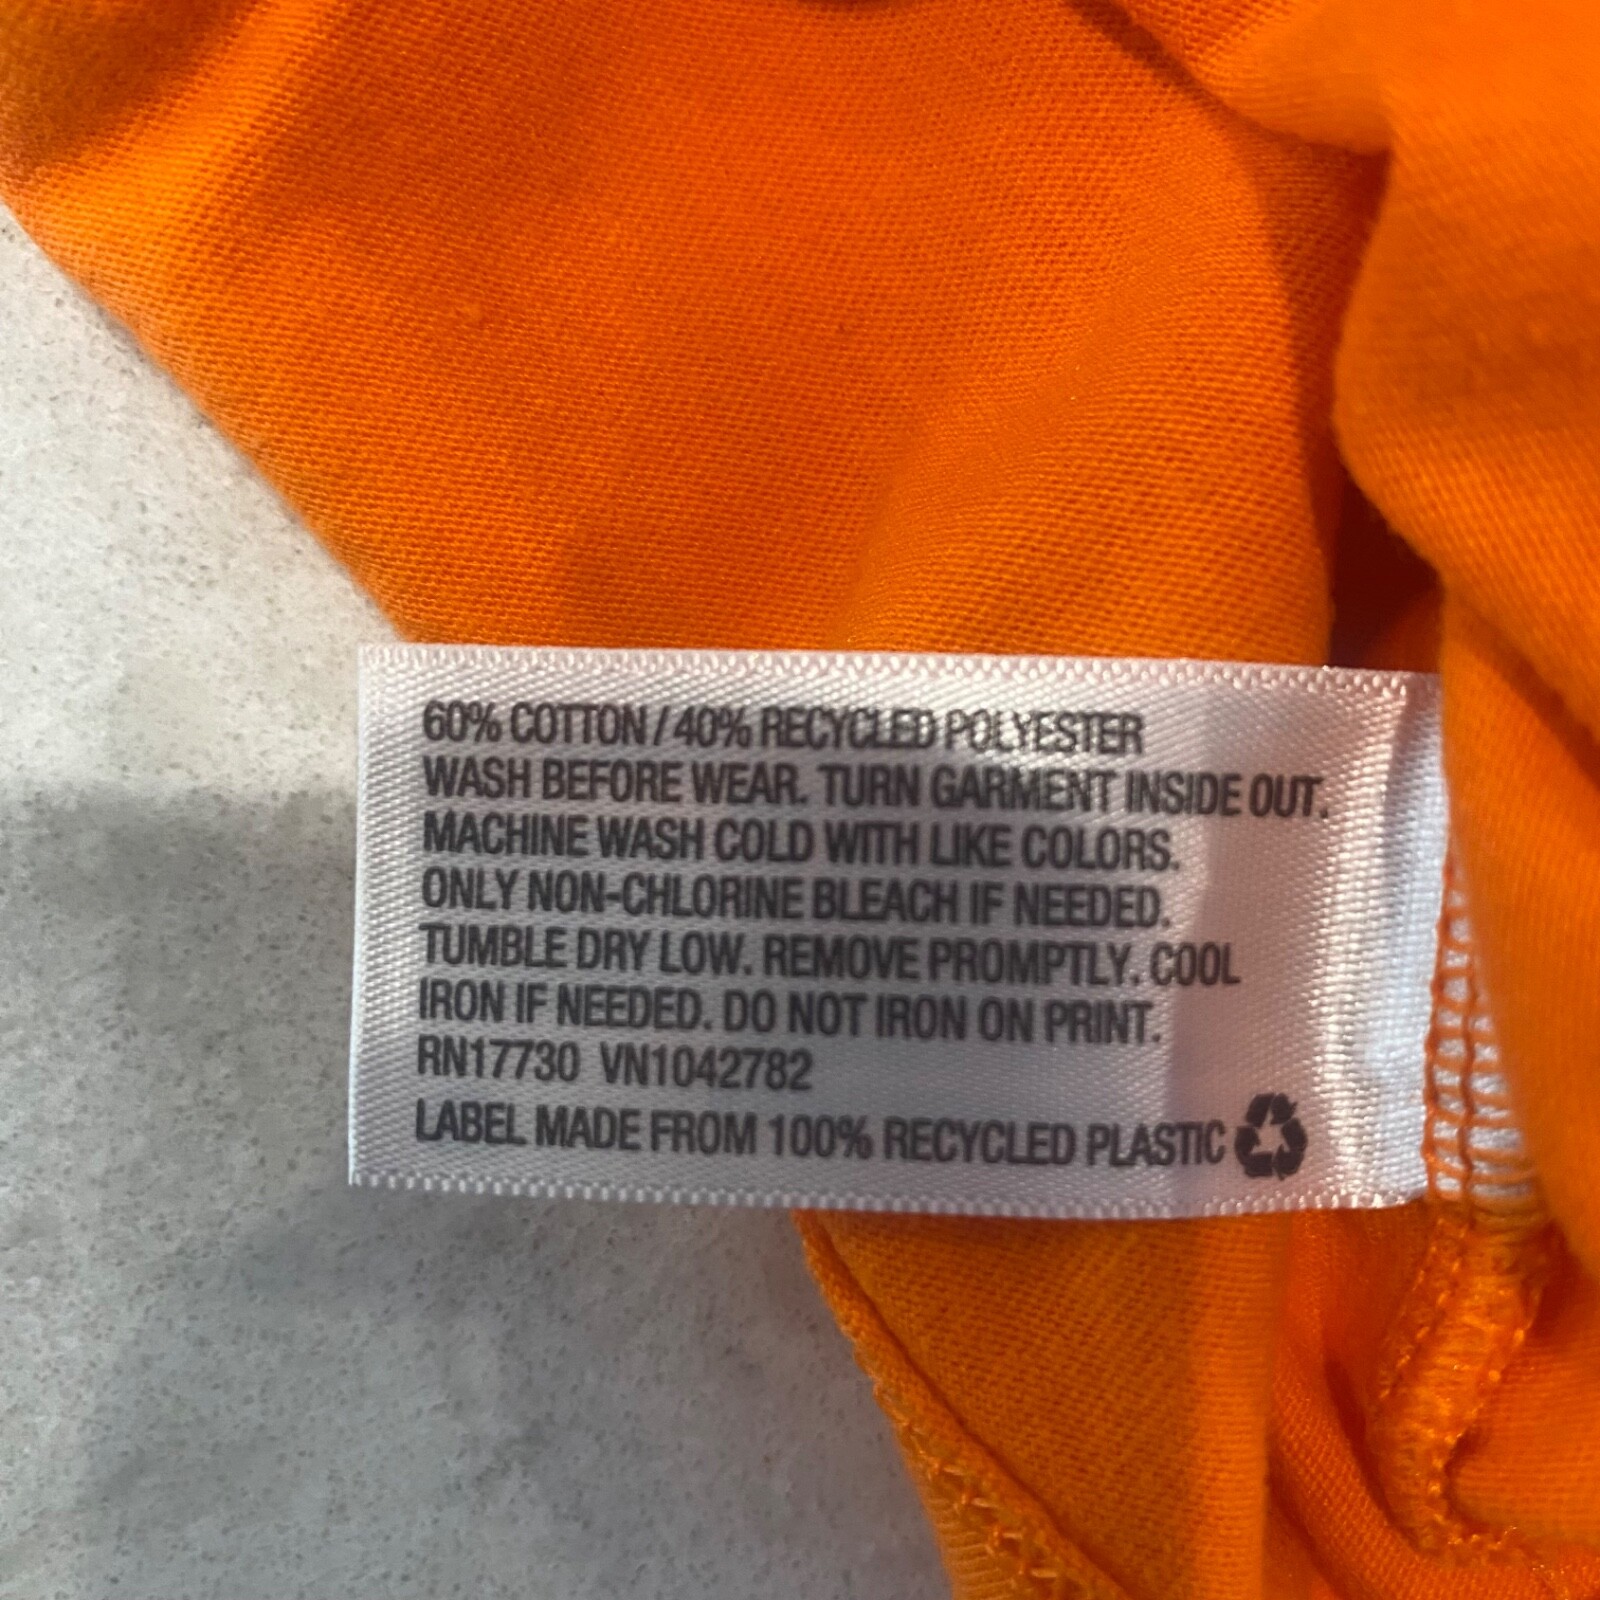 60% COTTON / 40% RECYCLED POLYESTER
WASH BEFORE WEAR. TURN GARMENT INSIDE OUT.
MACHINE WASH COLD WITH LIKE COLORS.
ONLY NON-CHLORINE BLEACH IF NEEDED.
TUMBLE DRY LOW. REMOVE PROMPTLY. COOL
IRON IF NEEDED. DO NOT IRON ON PRINT.
RN17730 VN1042782
LABEL MADE FROM 100% RECYCLED PLASTIC